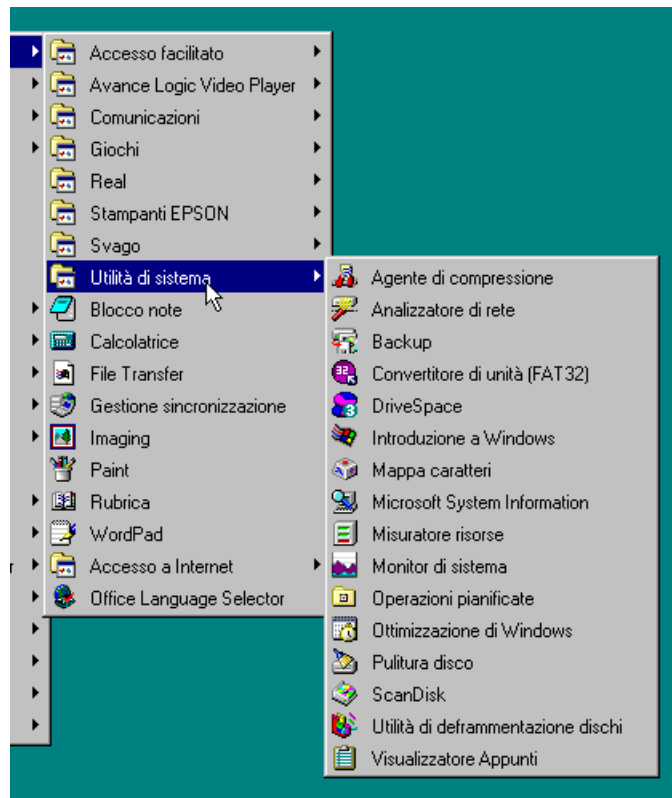 Accesso facilitato
Avance Logic Video Player
Comunicazioni
Giochi
Real
Stampanti EPSON
Svago
Utilità di sistema
Blocco note
Calcolatrice
File Transfer
Gestione sincronizzazione
Imaging
Paint
Rubrica
WordPad
Accesso a Internet
Office Language Selector
Agente di compressione
Analizzatore di rete
Backup
Convertitore di unità (FAT32)
DriveSpace
Introduzione a Windows
Mappa caratteri
Microsoft System Information
Misuratore risorse
Monitor di sistema
Operazioni pianificate
Ottimizzazione di Windows
Pulitura disco
ScanDisk
Utilità di deframmentazione dischi
Visualizzatore Appunti